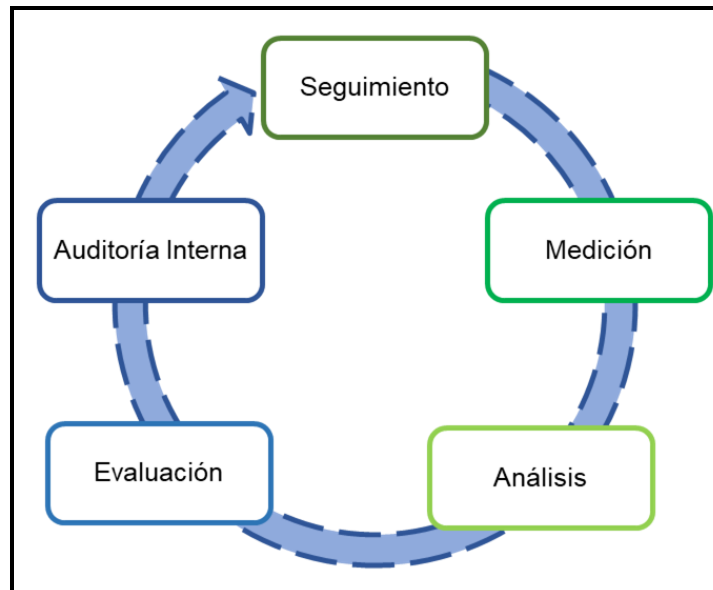 Seguimiento
Medición
Análisis
Evaluación
Auditoría Interna